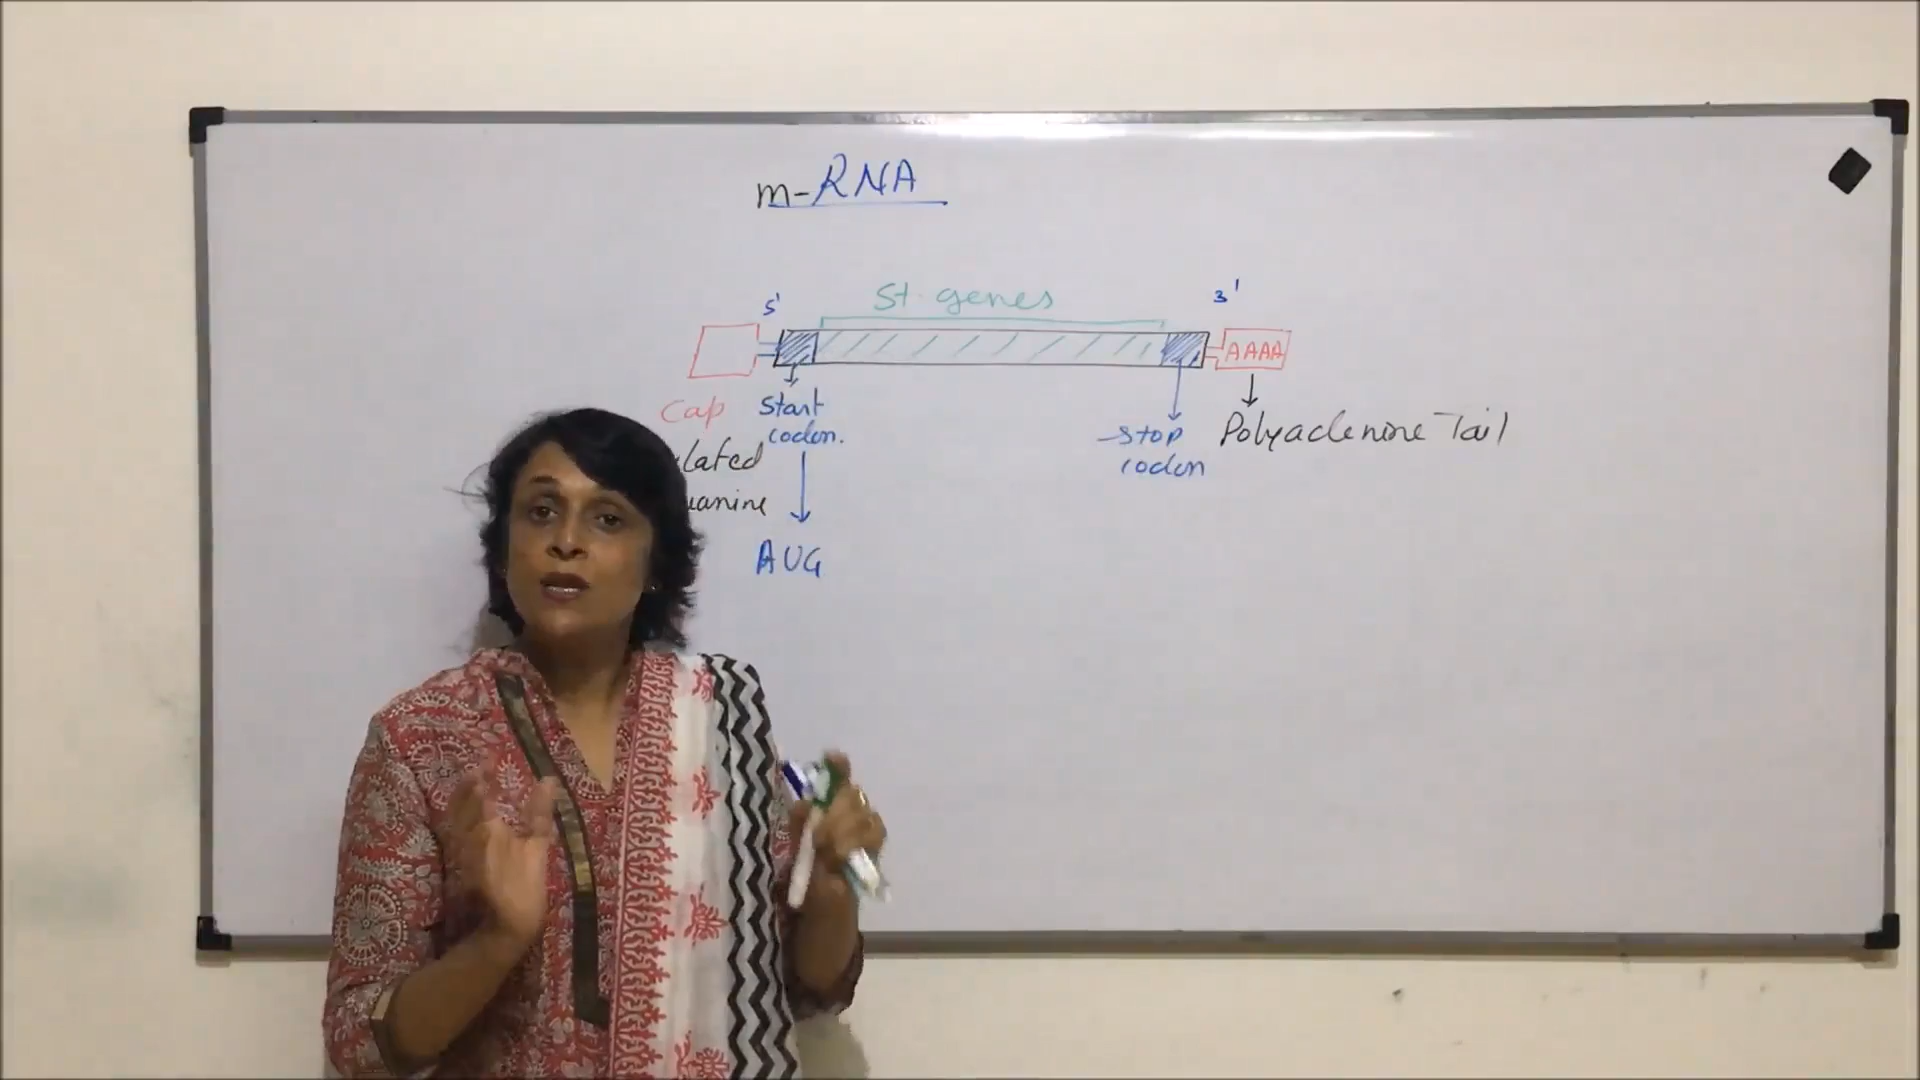 m-RNA
St. genes
5'
3'
AAAA
Cap
Start
codon.
Stop
codon
Polyadenine Tail
AUG